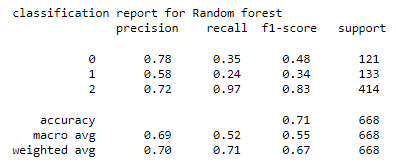 classification report for Random forest
precision recall f1-score support
0 0.78 0.35 0.48 121
1 0.58 0.24 0.34 133
2 0.72 0.97 0.83 414
accuracy 0.71 668
macro avg 0.69 0.52 0.55 668
weighted avg 0.70 0.71 0.67 668